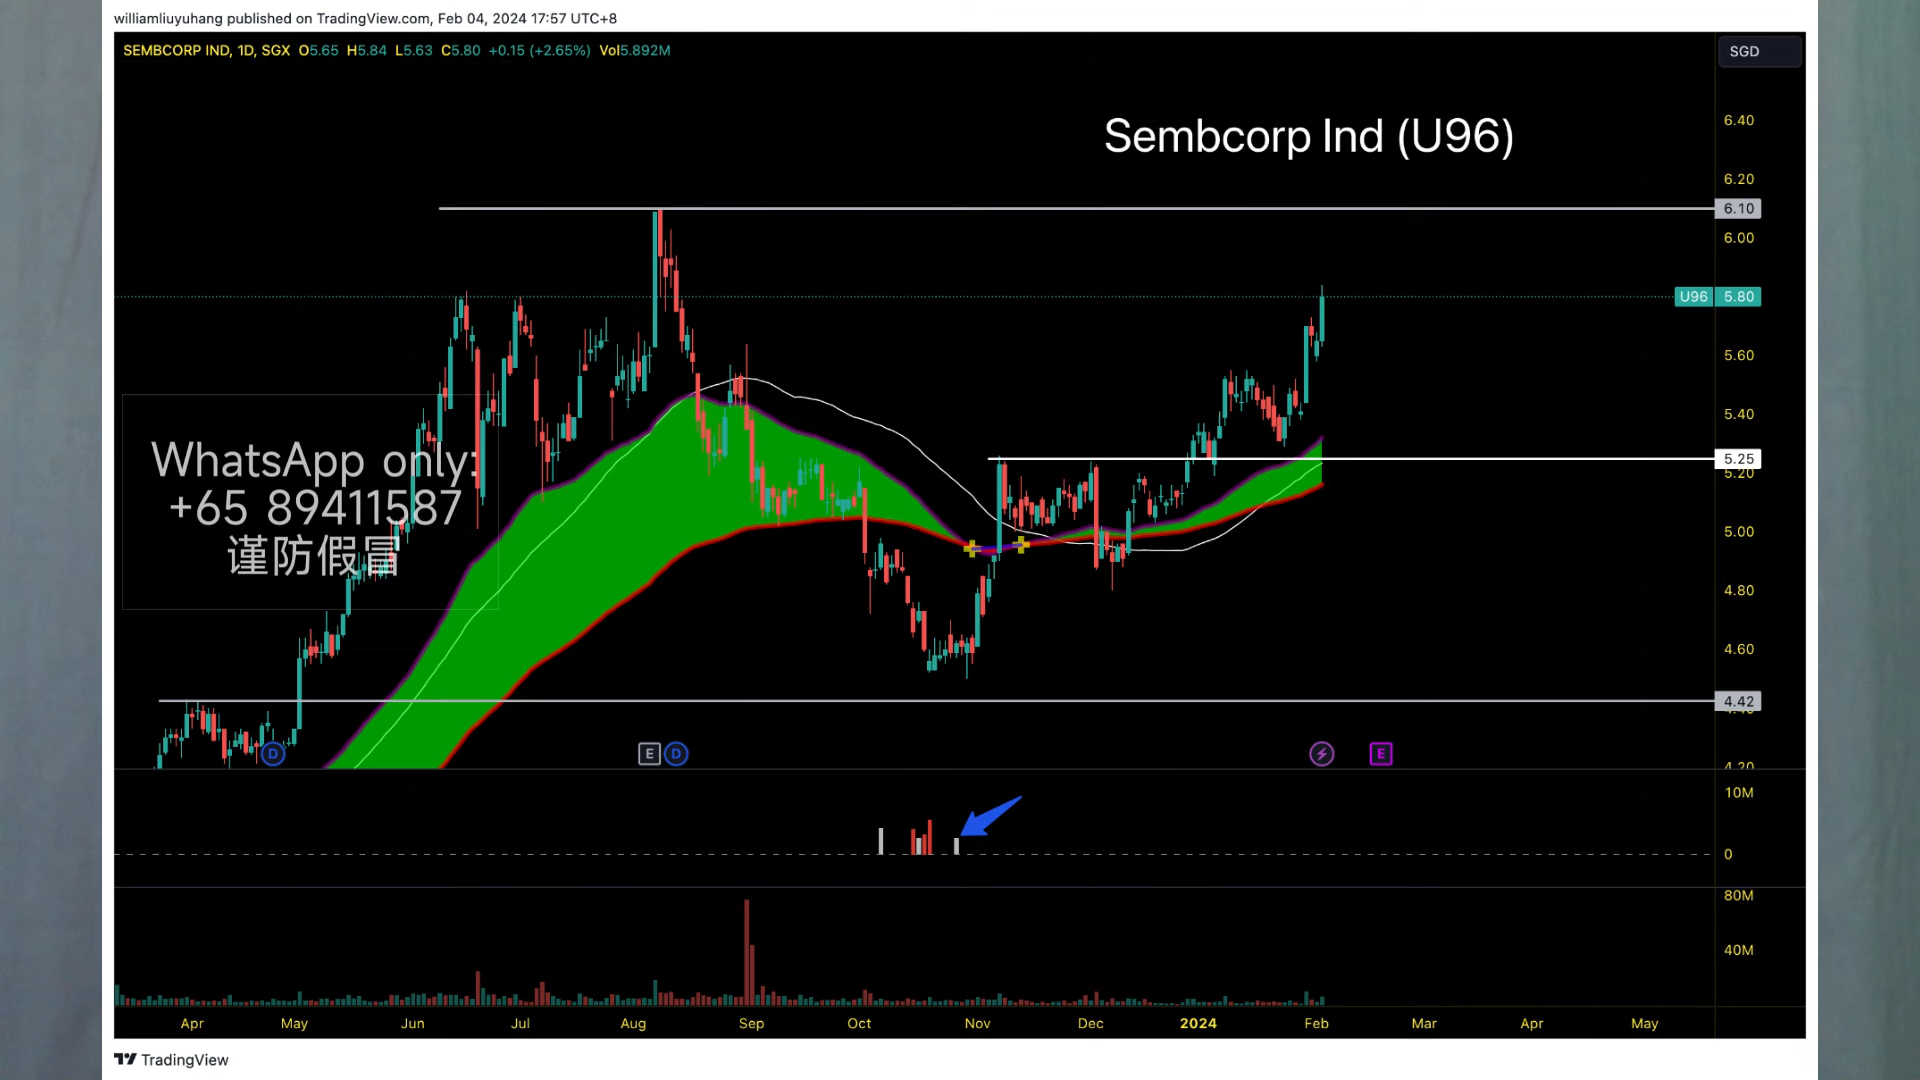 williamliuyuhang published on TradingView.com, Feb 04, 2024 17:57 UTC+8
SEMBCORP IND, 1D, SGX O5.65 H5.84 L5.63 C5.80 +0.15 (+2.65%) Vol5.892M
SGD
Sembcorp Ind (U96)
6.40
6.20
6.10
6.00
U96 5.80
5.60
5.40
5.25
5.20
5.00
4.80
4.60
4.42
4.20
WhatsApp only:
+65 89411587
谨防假冒
D
E D
E
10M
0
80M
40M
Apr May Jun Jul Aug Sep Oct Nov Dec 2024 Feb Mar Apr May
TradingView